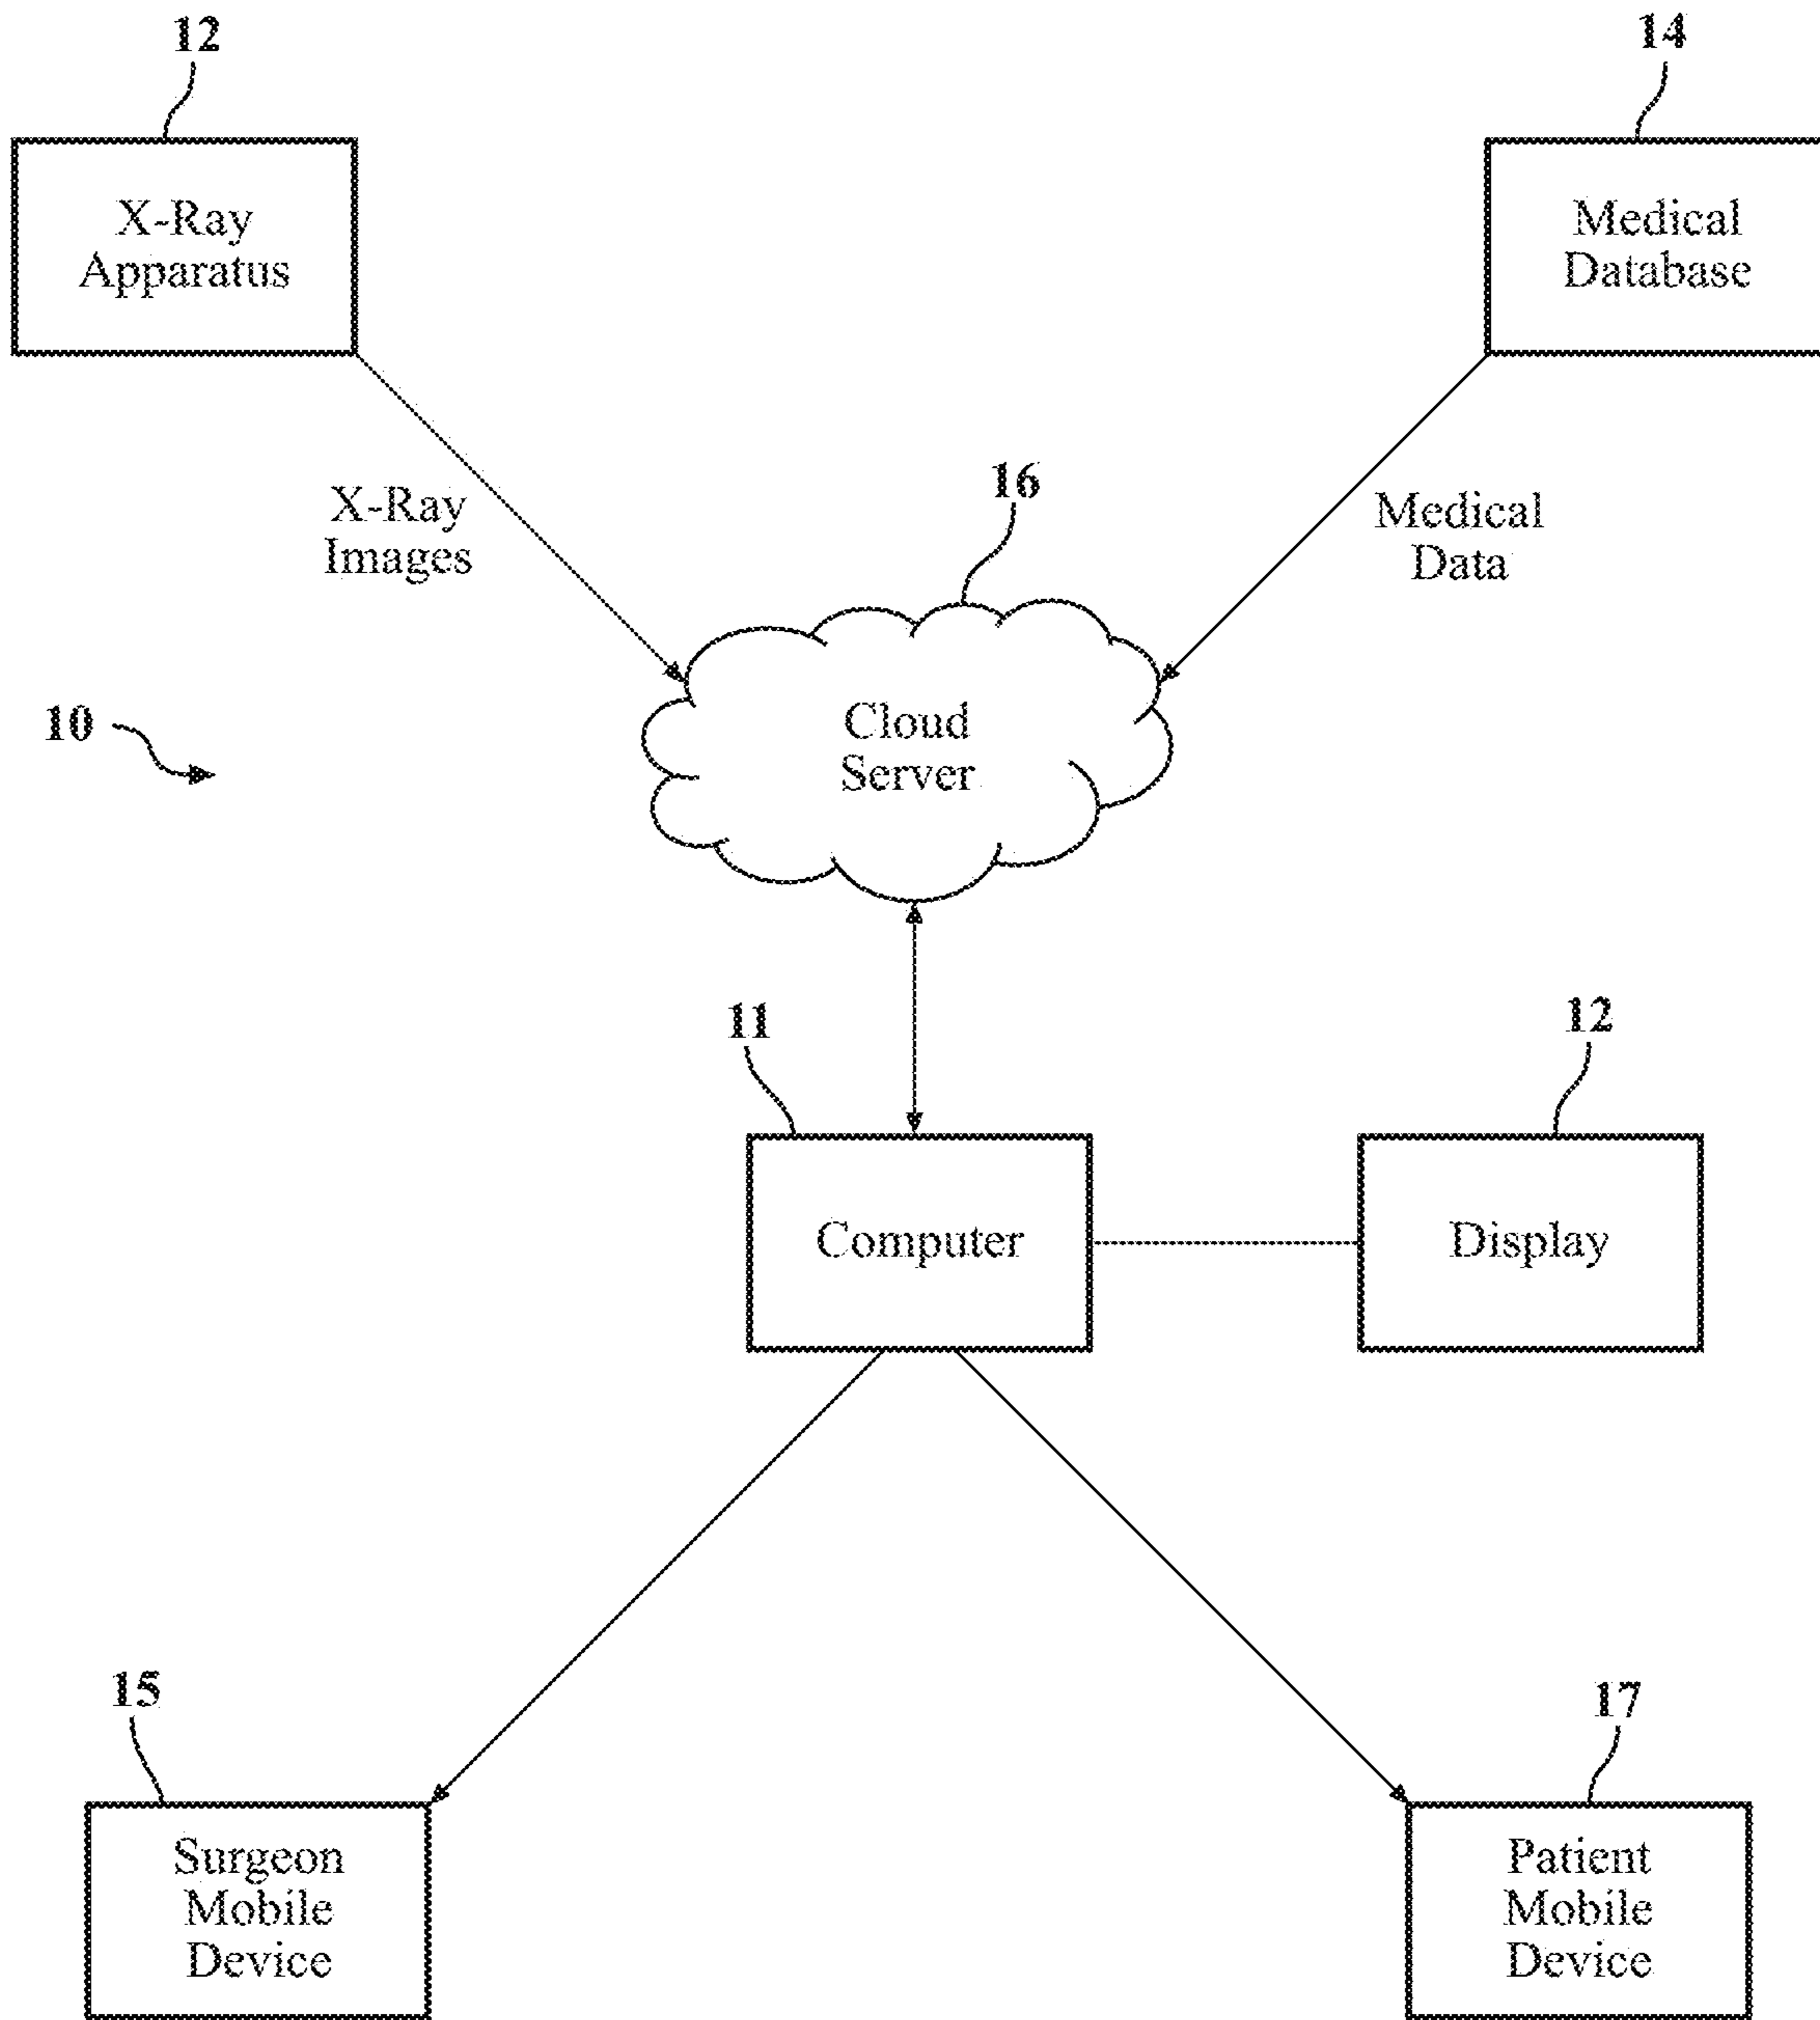 12
14
X-Ray
Apparatus
Medical
Database
16
X-Ray
Images
Medical
Data
10
Cloud
Server
11
12
Computer
Display
15
17
Surgeon
Mobile
Device
Patient
Mobile
Device